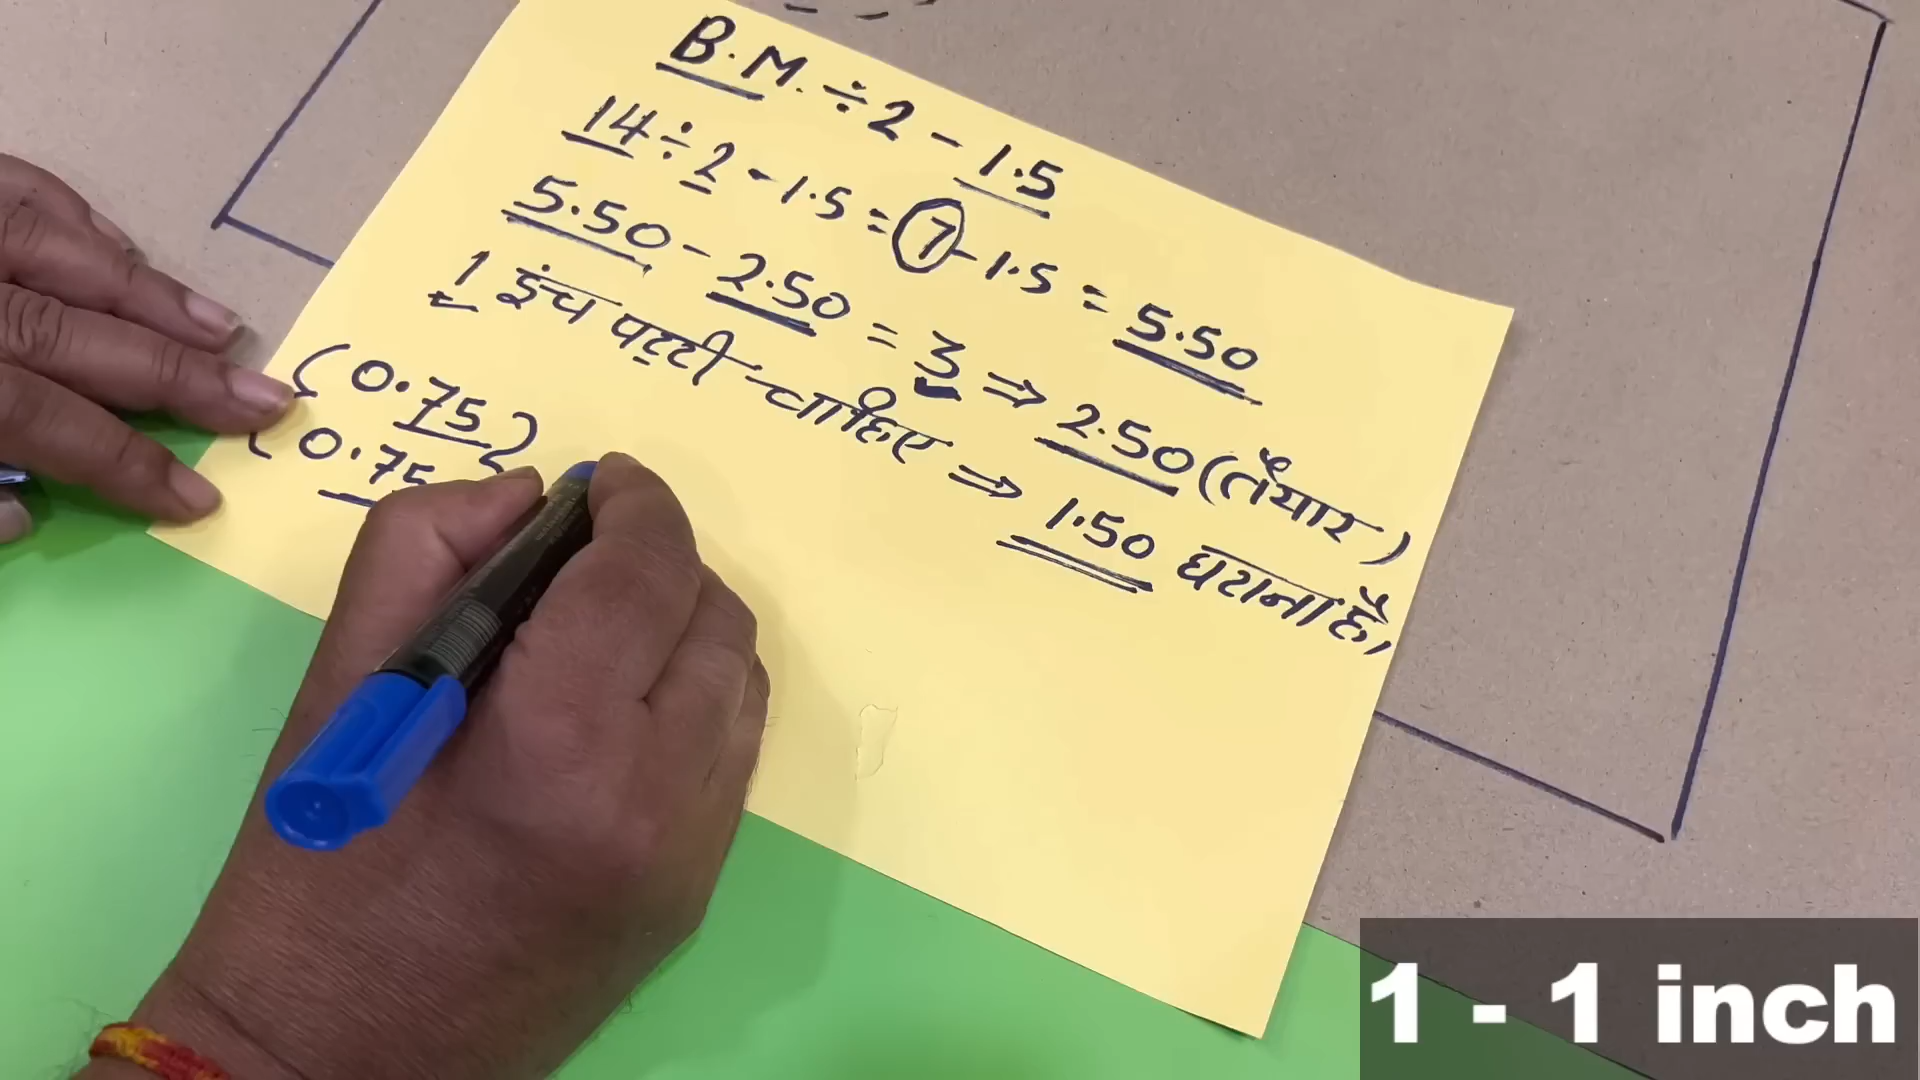 B.M. ÷ 2 - 1.5
14 ÷ 2 - 1.5 = 7 - 1.5 = 5.50
5.50 - 2.50 = 3 ⇒ 2.50 (तैयार)
1 इंच पट्टी चाहिए ⇒ 1.50 घटाना है,
(0.75)
0.75
1 - 1 inch